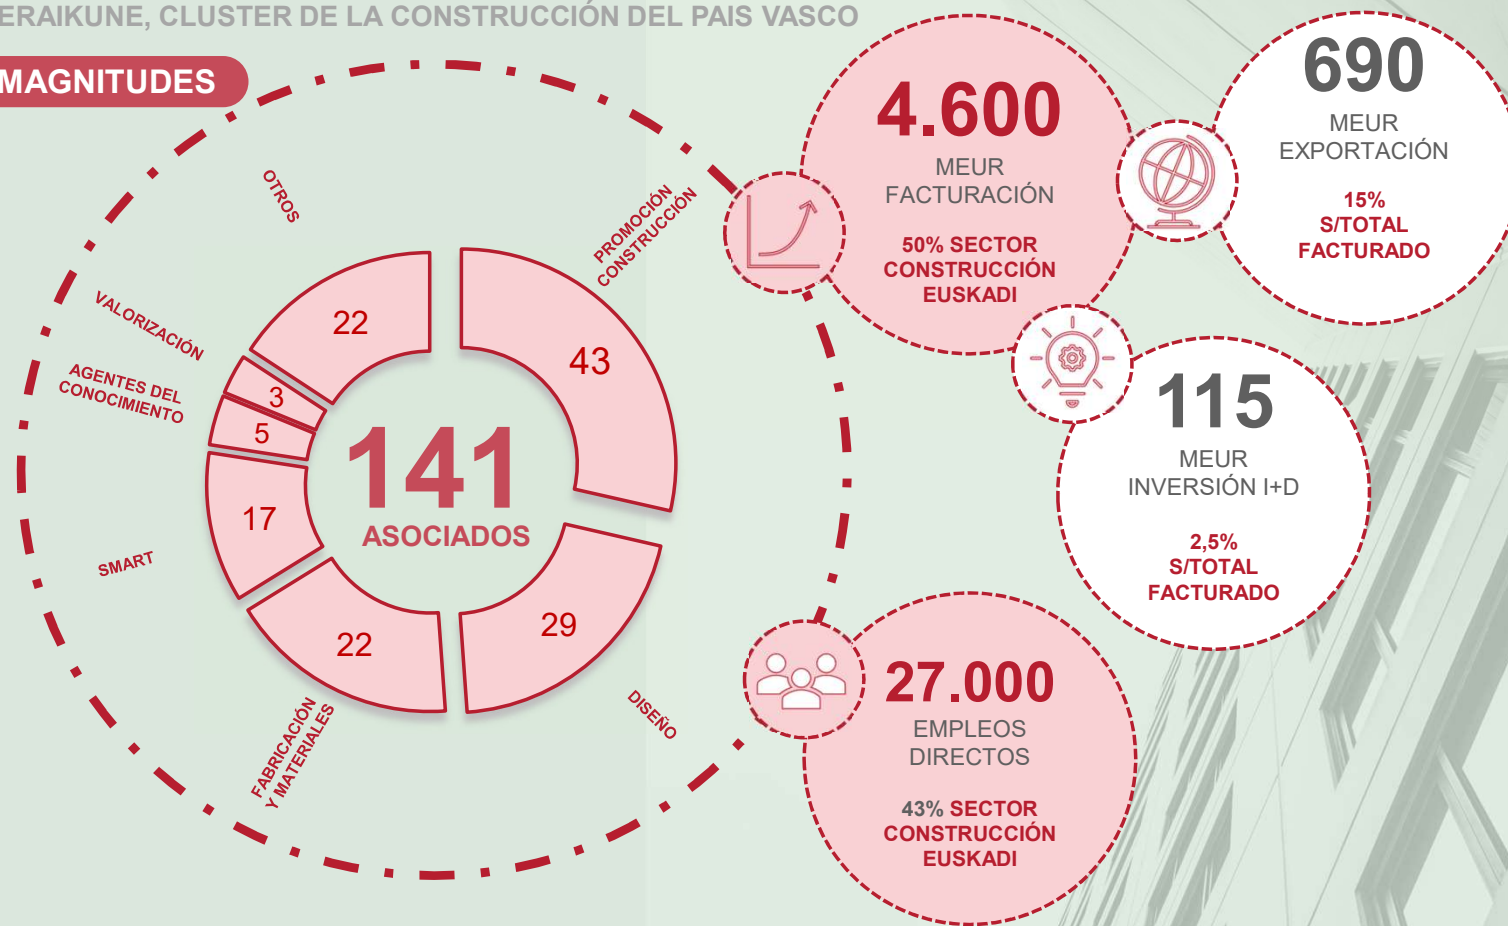 ERAIKUNE, CLUSTER DE LA CONSTRUCCIÓN DEL PAIS VASCO
MAGNITUDES
OTROS
VALORIZACIÓN
AGENTES DEL
CONOCIMIENTO
SMART
FABRICACIÓN
Y MATERIALES
DISEÑO
PROMOCIÓN
CONSTRUCCIÓN
22
3
5
17
22
29
43
141
ASOCIADOS
4.600
MEUR
FACTURACIÓN
50% SECTOR
CONSTRUCCIÓN
EUSKADI
690
MEUR
EXPORTACIÓN
15%
S/TOTAL
FACTURADO
115
MEUR
INVERSIÓN I+D
2,5%
S/TOTAL
FACTURADO
27.000
EMPLEOS
DIRECTOS
43% SECTOR
CONSTRUCCIÓN
EUSKADI